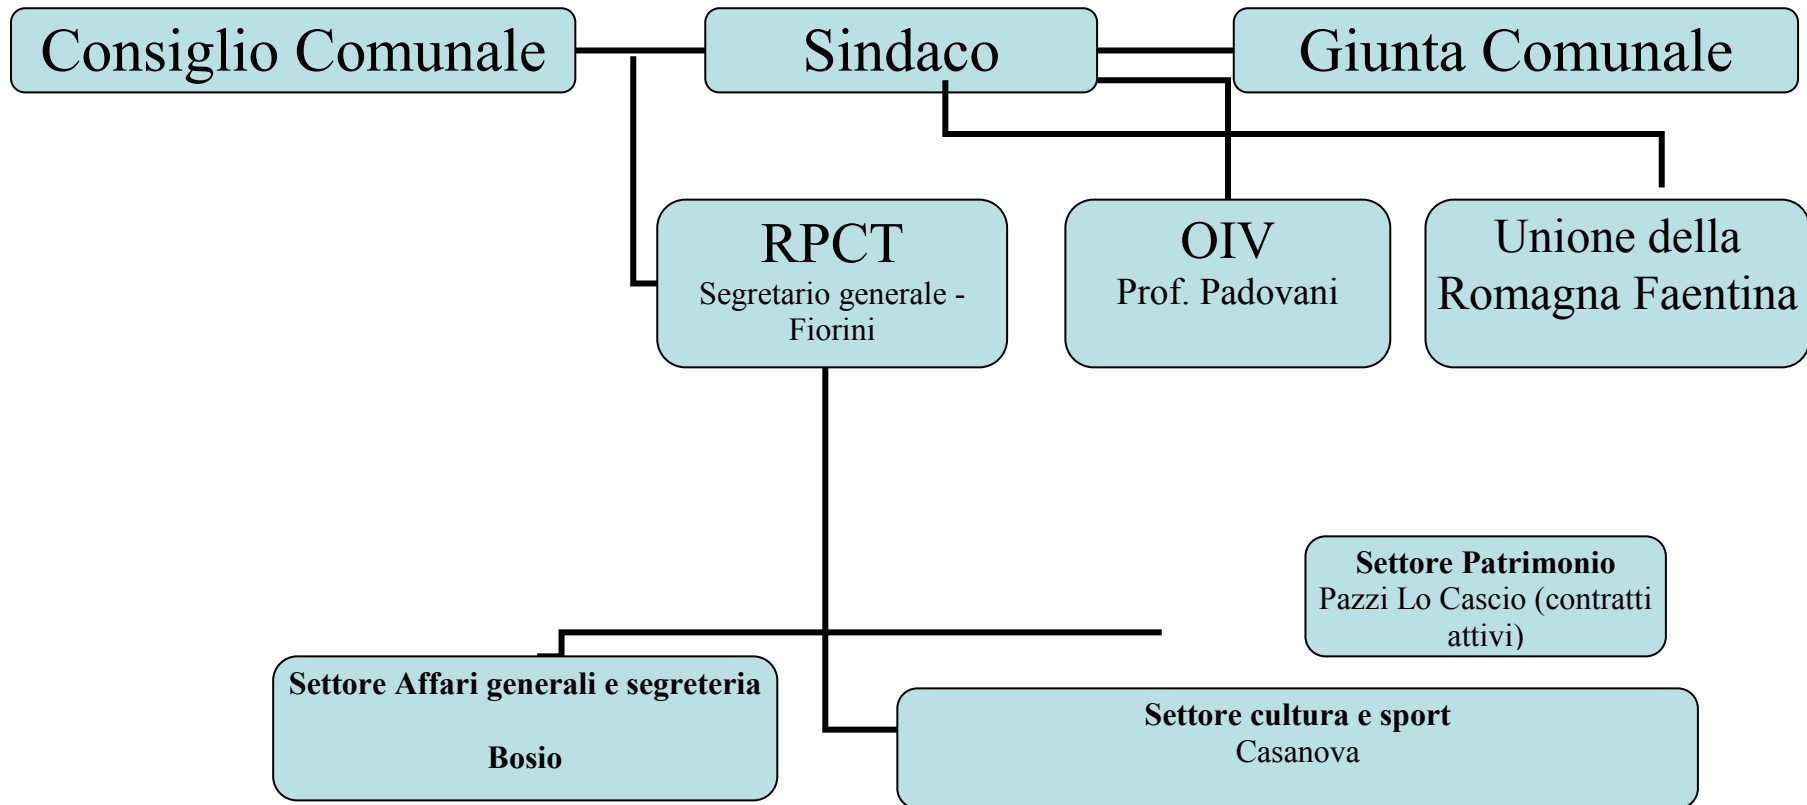 Consiglio Comunale
Sindaco
Giunta Comunale
RPCT
Segretario generale -
Fiorini
OIV
Prof. Padovani
Unione della
Romagna Faentina
Settore Patrimonio
Pazzi Lo Cascio (contratti
attivi)
Settore Affari generali e segreteria
Bosio
Settore cultura e sport
Casanova